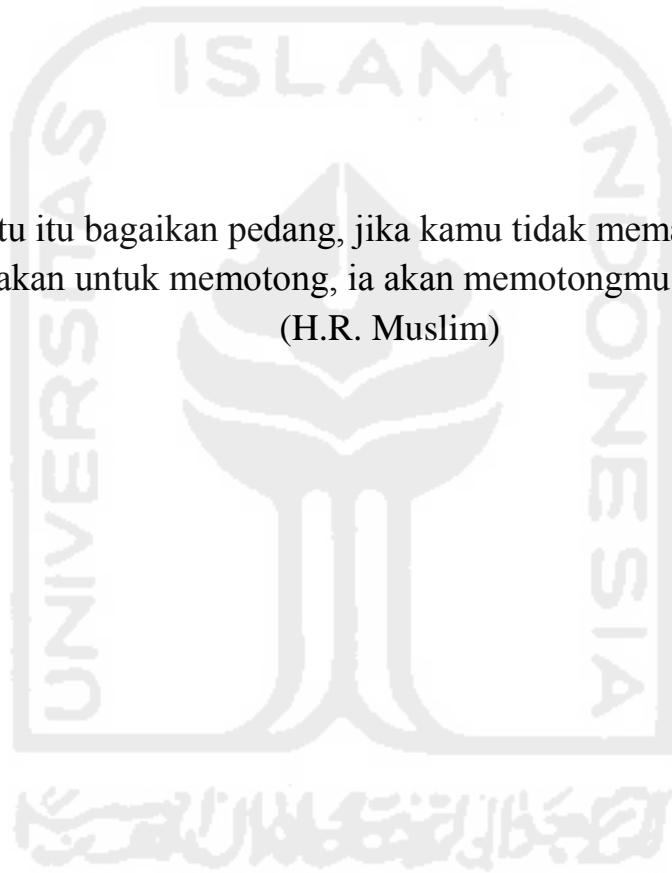 ISLAM
UNIVERSITAS
INDONESIA
tu itu bagaikan pedang, jika kamu tidak mema
akan untuk memotong, ia akan memotongmu
(H.R. Muslim)